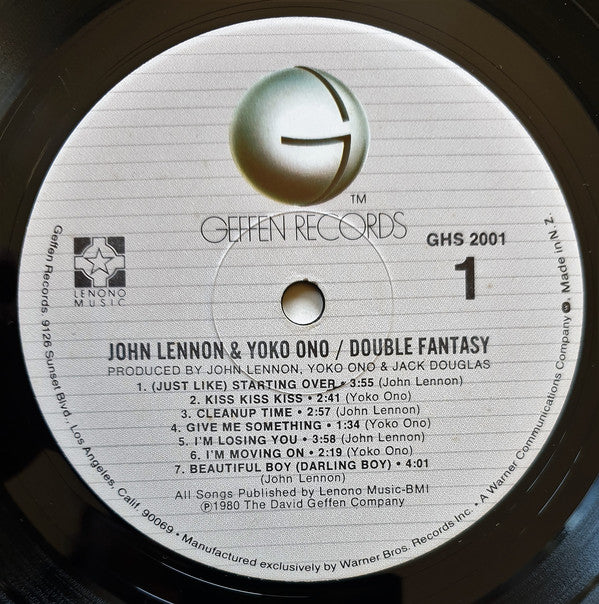 TM
GEFFEN RECORDS
GHS 2001
1
LENONO
MUSIC
JOHN LENNON & YOKO ONO / DOUBLE FANTASY
PRODUCED BY JOHN LENNON, YOKO ONO & JACK DOUGLAS
1. (JUST LIKE) STARTING OVER • 3:55 (John Lennon)
2. KISS KISS KISS • 2:41 (Yoko Ono)
3. CLEANUP TIME • 2:57 (John Lennon)
4. GIVE ME SOMETHING • 1:34 (Yoko Ono)
5. I'M LOSING YOU • 3:58 (John Lennon)
6. I'M MOVING ON • 2:19 (Yoko Ono)
7. BEAUTIFUL BOY (DARLING BOY) • 4:01
(John Lennon)
All Songs Published by Lenono Music-BMI
℗1980 The David Geffen Company
Geffen Records, 9126 Sunset Blvd., Los Angeles, Calif. 90069 • Manufactured exclusively by Warner Bros. Records Inc. • A Warner Communications Company Made in N.Z.